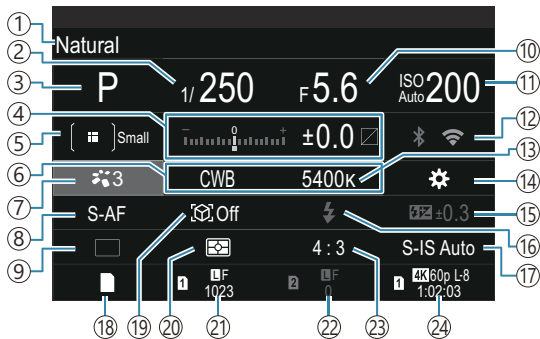 ① Natural
② ③ P 1/250 F5.6 ISO Auto 200 ⑩ ⑪
④ − 0 + ±0.0
⑤ Small ⑫
⑥ CWB 5400K ⑬
⑦ 3 ⑭
⑧ S-AF Off ±0.3 ⑮
⑨ 4:3 S-IS Auto ⑯ ⑰
1 LF 1023 2 LF 0 1 4K 60p L-8 1:02:03
⑱ ⑲ ⑳ ㉑ ㉒ ㉓ ㉔